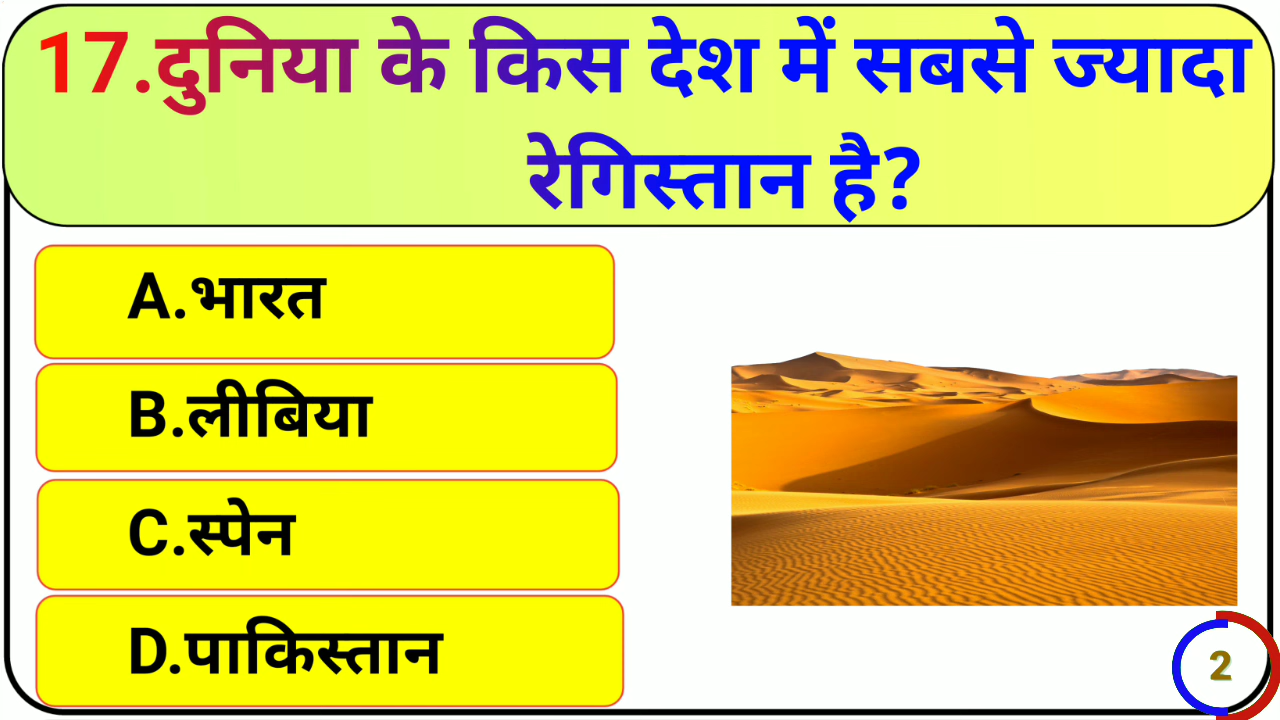 17.दुनिया के किस देश में सबसे ज्यादा
रेगिस्तान है?
A.भारत
B.लीबिया
C.स्पेन
D.पाकिस्तान
2